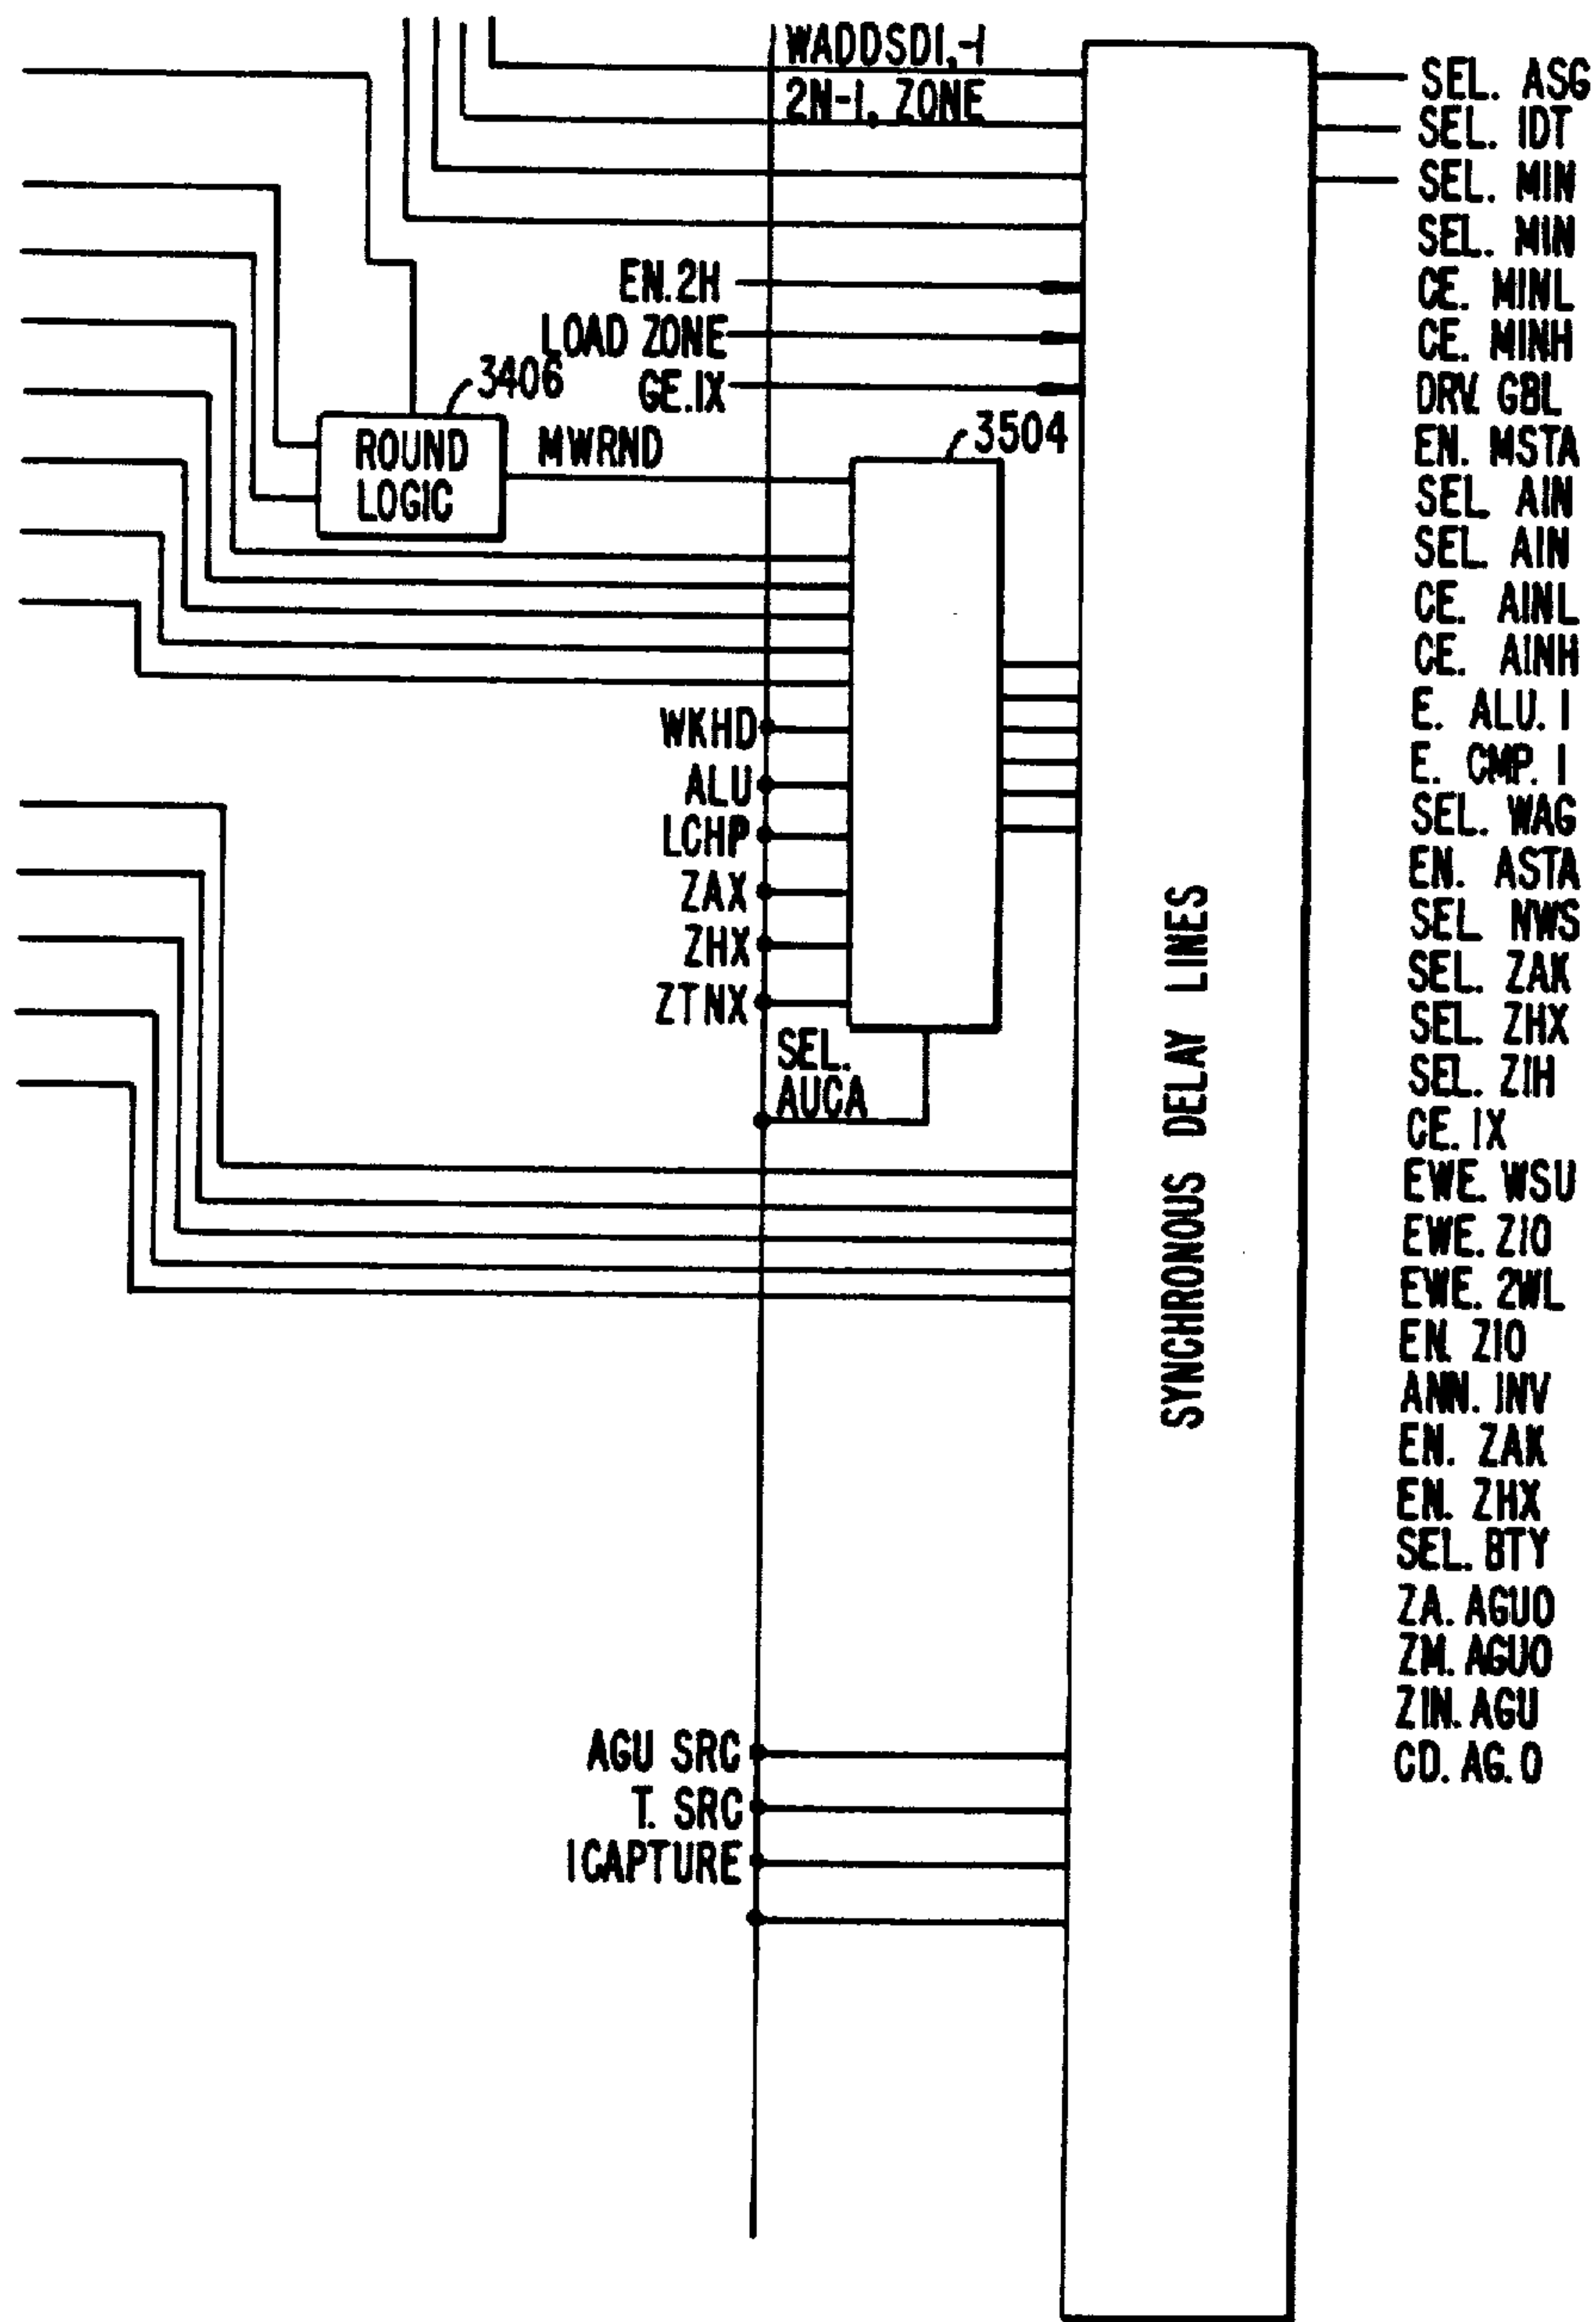 WADDSD1.-1
2N-1, ZONE
EN.2H
LOAD ZONE
GE.IX
3406
ROUND
LOGIC
MWRND
3504
WKHD
ALU
LCHP
ZAX
ZHX
ZTNX
SEL.
AUCA
AGU SRC
T. SRC
ICAPTURE
SYNCHRONOUS DELAY LINES
SEL. ASG
SEL. IDT
SEL. MIN
SEL. MIN
CE. MINL
CE. MINH
DRV. GBL
EN. MSTA
SEL AIN
SEL. AIN
CE. AINL
CE. AINH
E. ALU. I
E. CMP. I
SEL. WAG
EN. ASTA
SEL NWS
SEL. ZAK
SEL. ZHX
SEL. ZIH
CE. IX
EWE. WSU
EWE. ZIO
EWE. 2WL
EN. ZIO
ANN. INV
EN. ZAK
EN. ZHX
SEL. BTY
ZA. AGUO
ZM. AGUO
ZIN. AGU
CD. AG. O